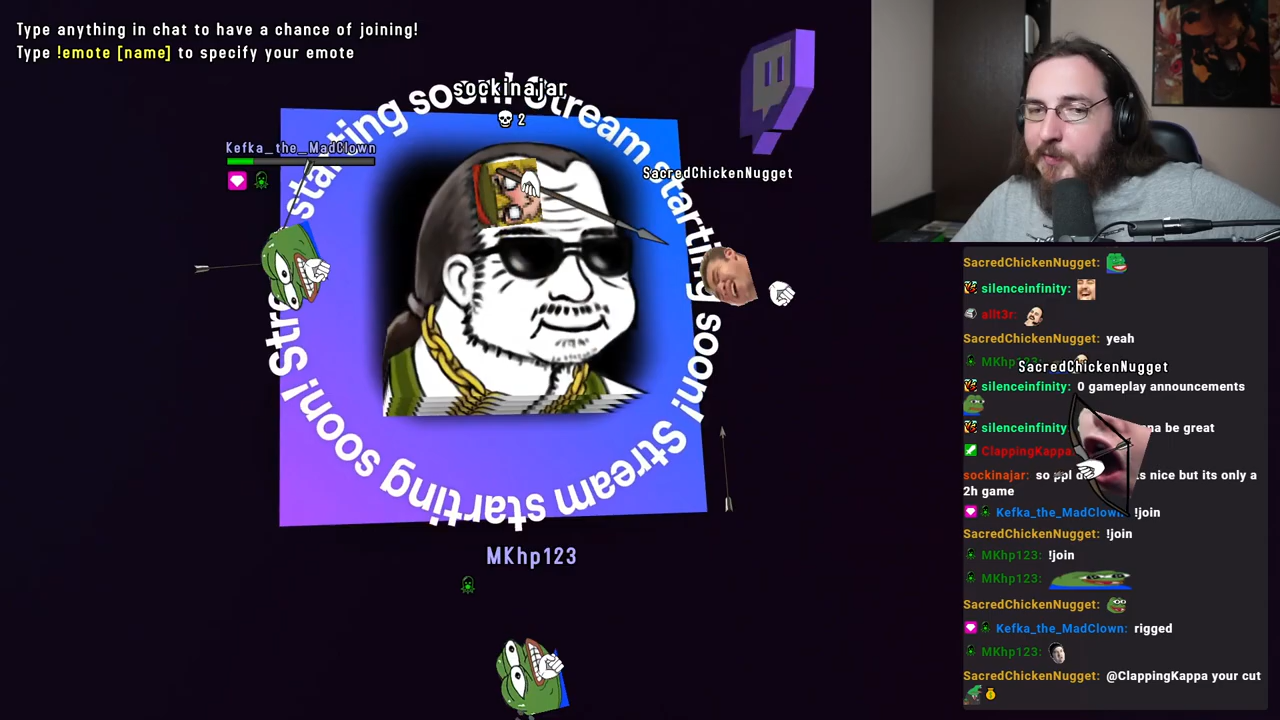 Type anything in chat to have a chance of joining!
Type !emote [name] to specify your emote
sockinajar
2
Kefka_the_MadClown
SacredChickenNugget
Stream starting soon! Stream starting soon! Stream starting soon!
MKhp123
SacredChickenNugget
SacredChickenNugget:
silenceinfinity:
allt3r:
SacredChickenNugget: yeah
MKhp123:
silenceinfinity: 0 gameplay announcements
silenceinfinity be great
ClappingKappa
sockinajar: so ppl nice but its only a
2h game
Kefka_the_MadClown: !join
SacredChickenNugget: !join
MKhp123: !join
MKhp123:
SacredChickenNugget:
Kefka_the_MadClown: rigged
MKhp123:
SacredChickenNugget: @ClappingKappa your cut